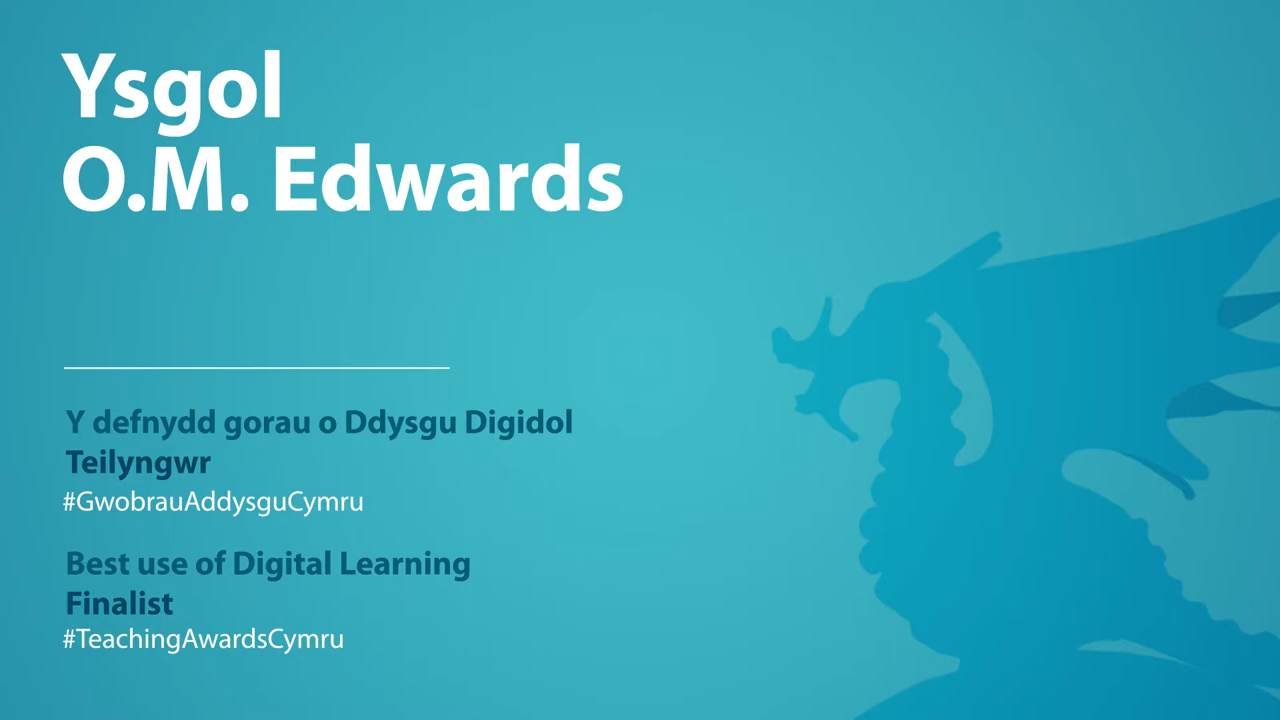 Ysgol
O.M. Edwards
Y defnydd gorau o Ddysgu Digidol
Teilyngwr
#GwobrauAddysguCymru
Best use of Digital Learning
Finalist
#TeachingAwardsCymru